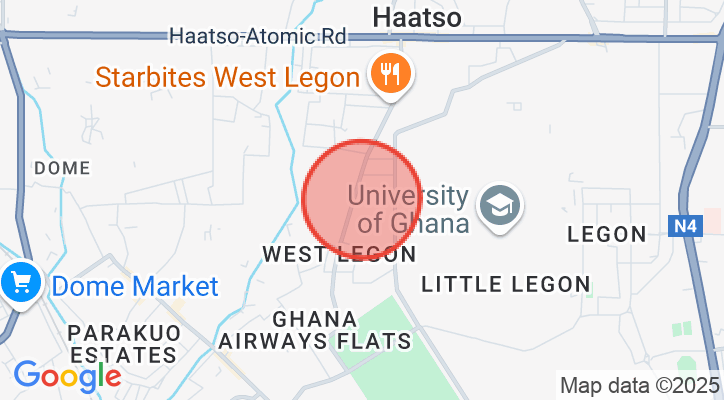 Haatso
Haatso-Atomic Rd
Starbites West Legon
DOME
University
of Ghana
N4
LEGON
WEST LEGON
Dome Market
LITTLE LEGON
GHANA
AIRWAYS FLATS
PARAKUO
ESTATES
Google
Map data ©2025